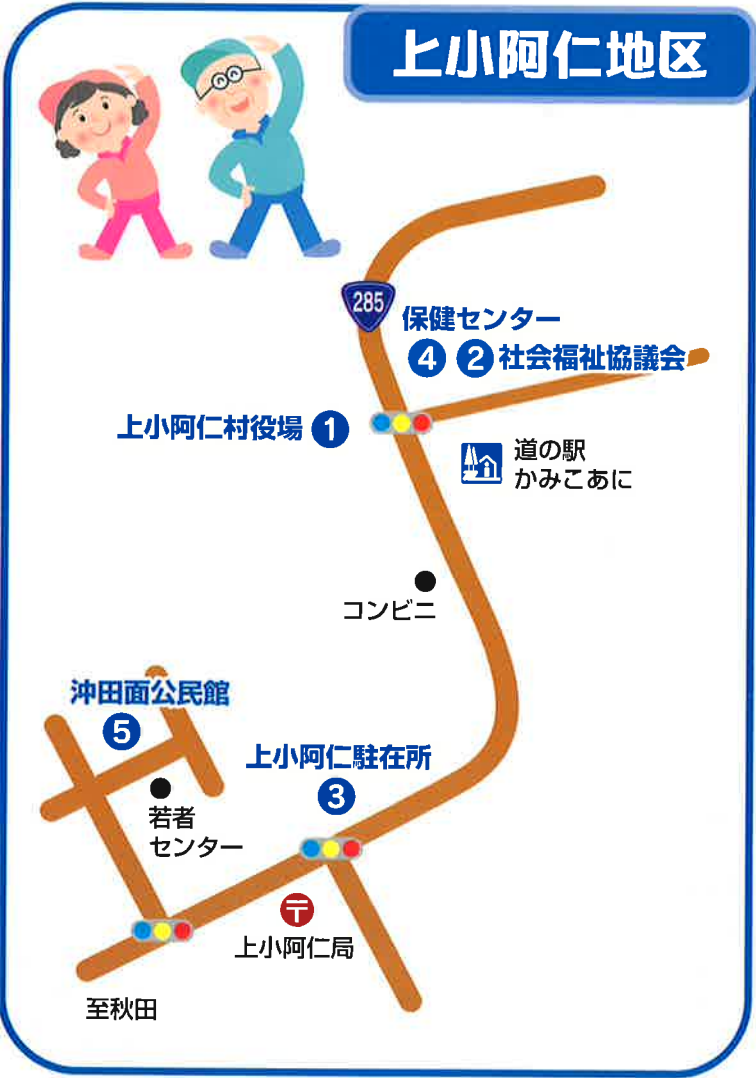 上小阿仁地区
285
保健センター
④ ② 社会福祉協議会
上小阿仁村役場 ①
道の駅
かみこあに
コンビニ
沖田面公民館
⑤
上小阿仁駐在所
③
若者
センター
〒
上小阿仁局
至秋田